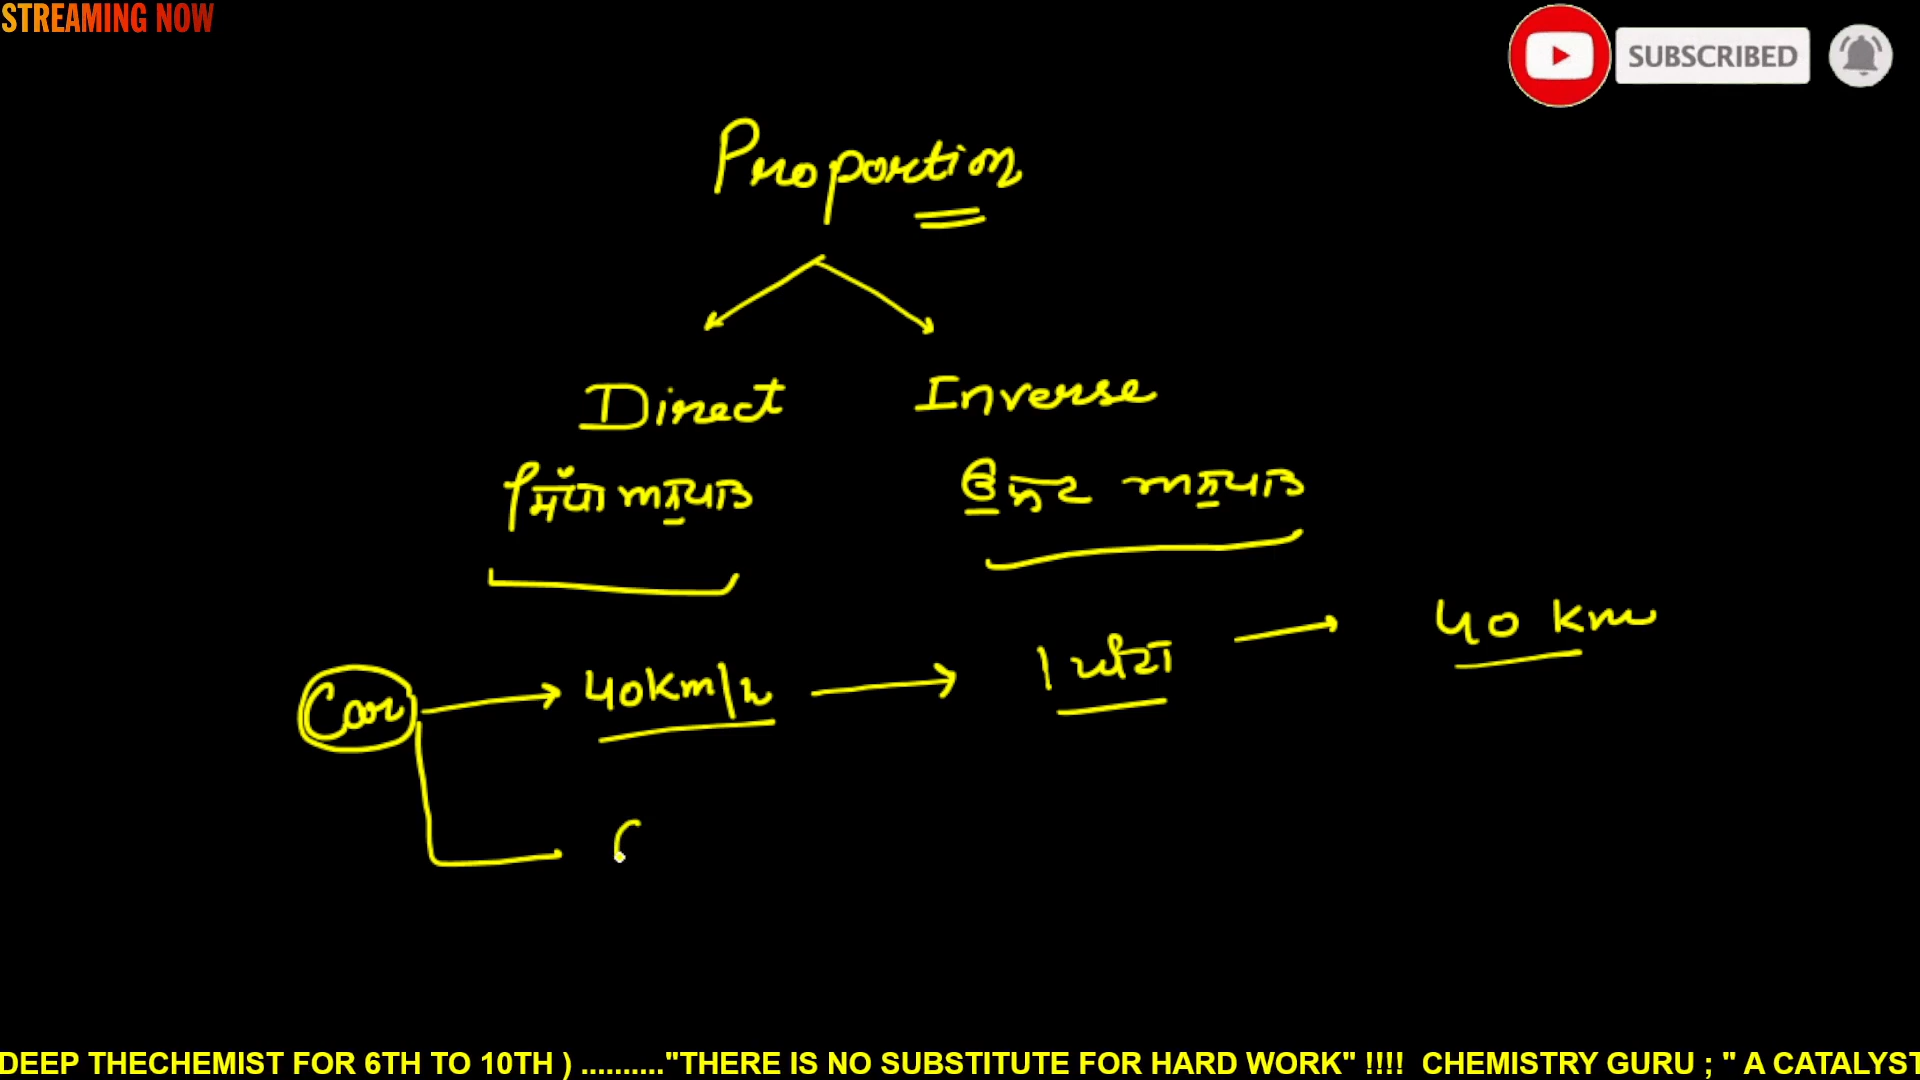 STREAMING NOW
SUBSCRIBED
Proportion
Direct Inverse
ਸਿੱਧਾ ਅਨੁਪਾਤ ਉਲਟ ਅਨੁਪਾਤ
Car 40km/h 1 ਘੰਟਾ 40 km
DEEP THECHEMIST FOR 6TH TO 10TH ) .........."THERE IS NO SUBSTITUTE FOR HARD WORK" !!!! CHEMISTRY GURU ; " A CATALYST